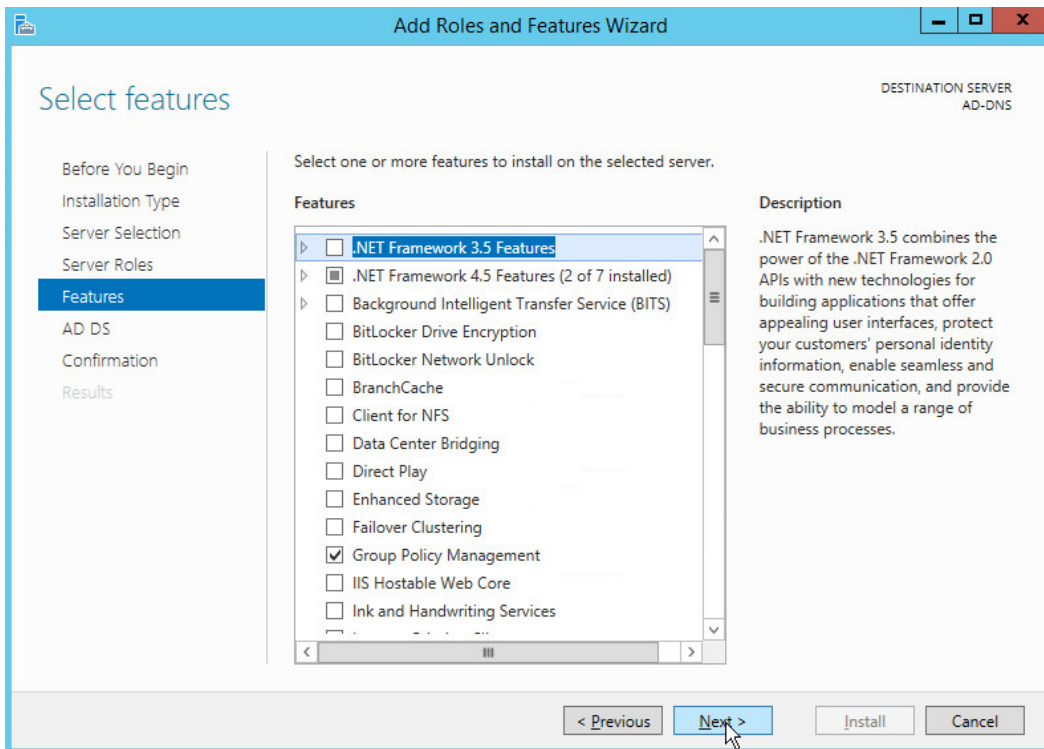 Add Roles and Features Wizard
Select features
DESTINATION SERVER
AD-DNS
Before You Begin
Installation Type
Server Selection
Server Roles
Features
AD DS
Confirmation
Results
Select one or more features to install on the selected server.
Features
.NET Framework 3.5 Features
.NET Framework 4.5 Features (2 of 7 installed)
Background Intelligent Transfer Service (BITS)
BitLocker Drive Encryption
BitLocker Network Unlock
BranchCache
Client for NFS
Data Center Bridging
Direct Play
Enhanced Storage
Failover Clustering
Group Policy Management
IIS Hostable Web Core
Ink and Handwriting Services
Description
.NET Framework 3.5 combines the
power of the .NET Framework 2.0
APIs with new technologies for
building applications that offer
appealing user interfaces, protect
your customers' personal identity
information, enable seamless and
secure communication, and provide
the ability to model a range of
business processes.
< Previous
Next >
Install
Cancel